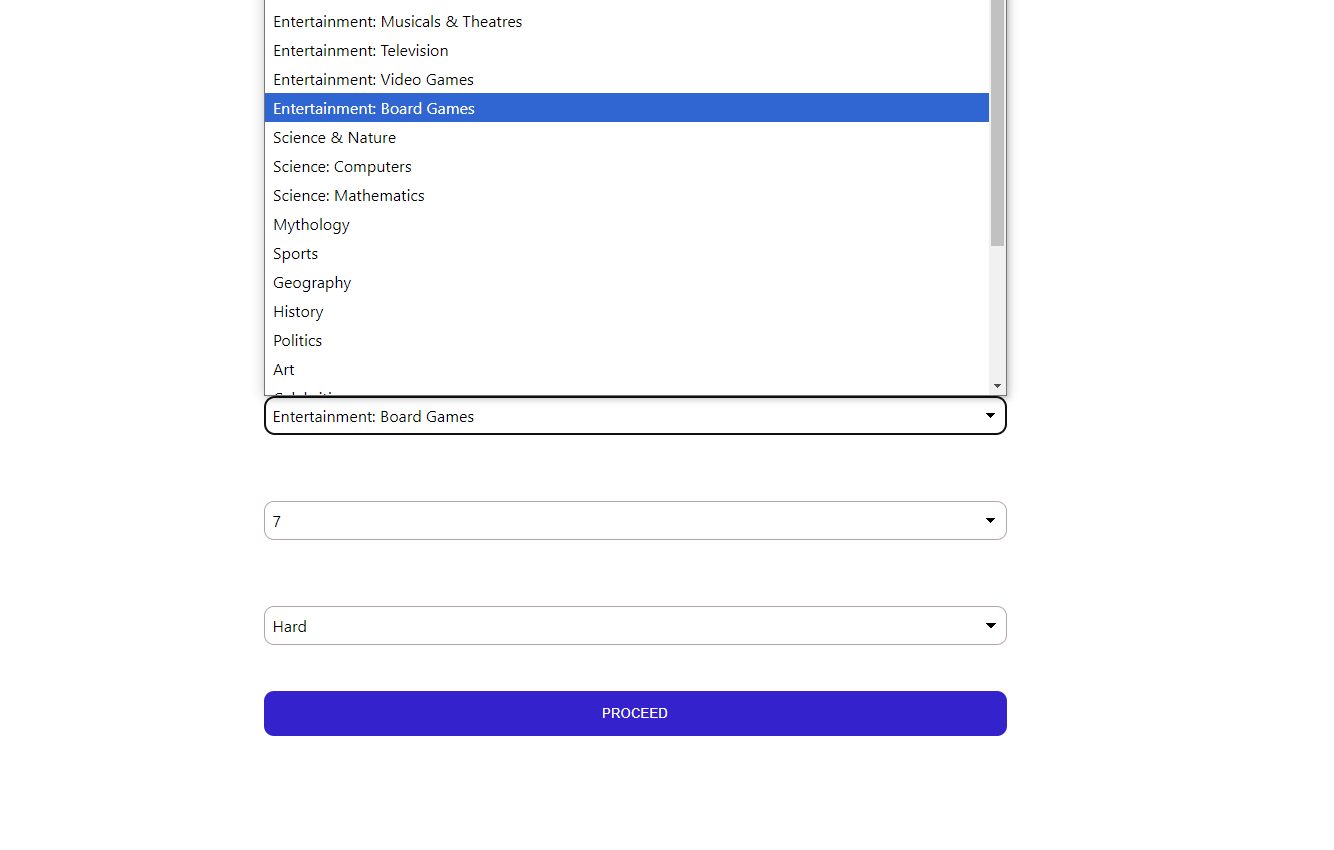 Entertainment: Musicals & Theatres
Entertainment: Television
Entertainment: Video Games
Entertainment: Board Games
Science & Nature
Science: Computers
Science: Mathematics
Mythology
Sports
Geography
History
Politics
Art
Entertainment: Board Games
7
Hard
PROCEED